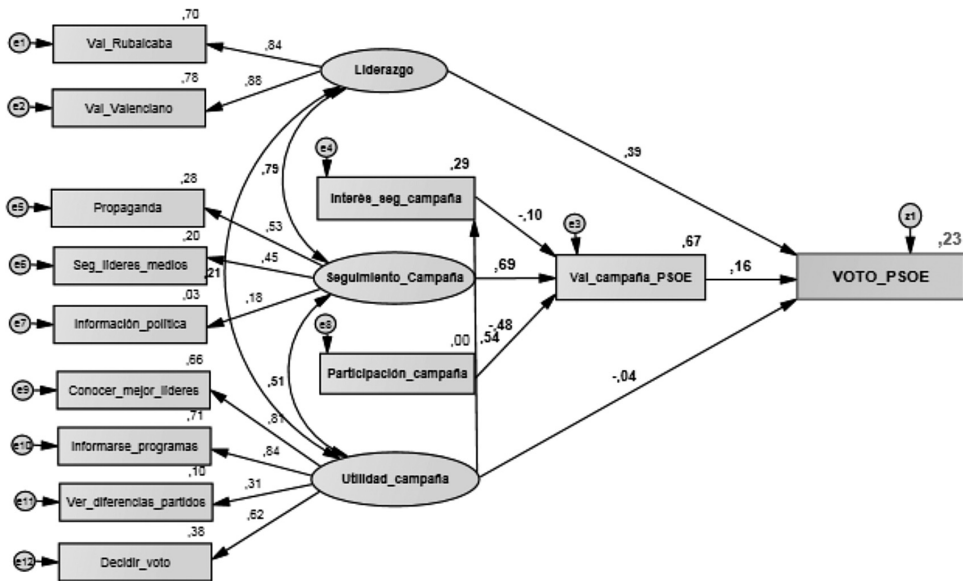 ,70
e1
Val_Rubalcaba
,84
Liderazgo
,78
,88
e2
Val_Valenciano
,39
e4
,29
,79
Interés_seg_campaña
,28
e5
Propaganda
-,10
e3
z1
,53
,67
,23
,20
e6
Seg_lideres_medios
,45
,21
Seguimiento_Campaña
,69
Val_campaña_PSOE
,16
VOTO_PSOE
,03
,18
e7
Información_política
e8
,00
-,48
,54
Participación_campaña
,66
e9
Conocer_mejor_lideres
,51
-,04
,81
,71
e10
Informarse_programas
,84
Utilidad_campaña
,10
,31
e11
Ver_diferencias_partidos
,62
,38
e12
Decidir_voto